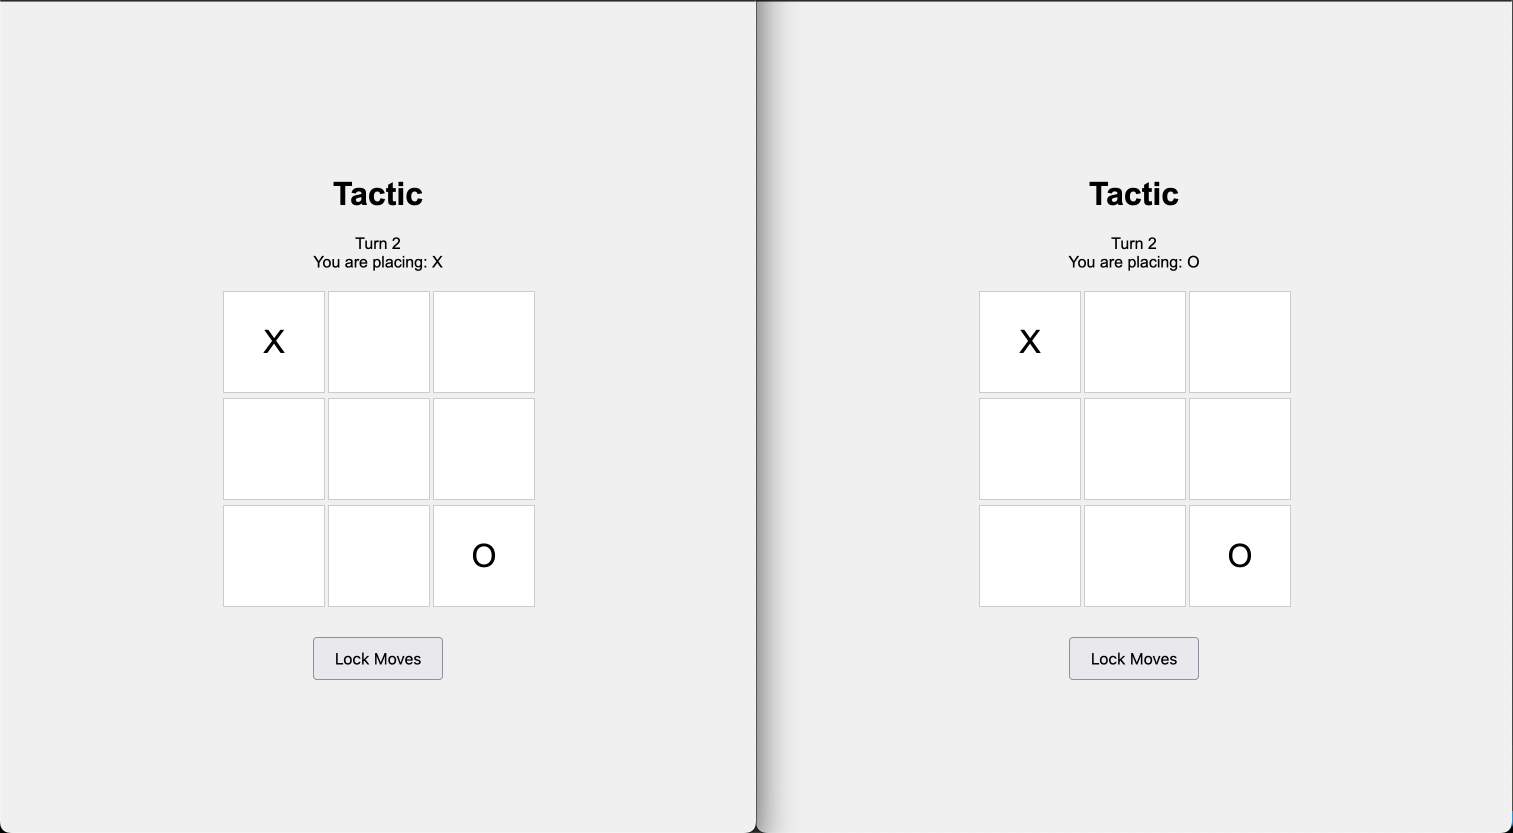 Tactic
Turn 2
You are placing: X
X
O
Lock Moves
Tactic
Turn 2
You are placing: O
X
O
Lock Moves